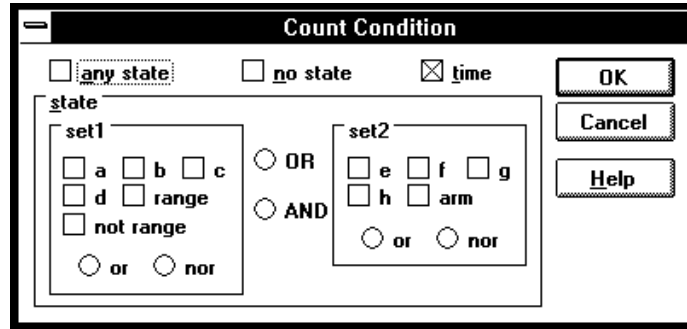 Count Condition
any state no state time OK
state
set1 set2 Cancel
a b c OR e f g
d range AND h arm Help
not range
or nor or nor